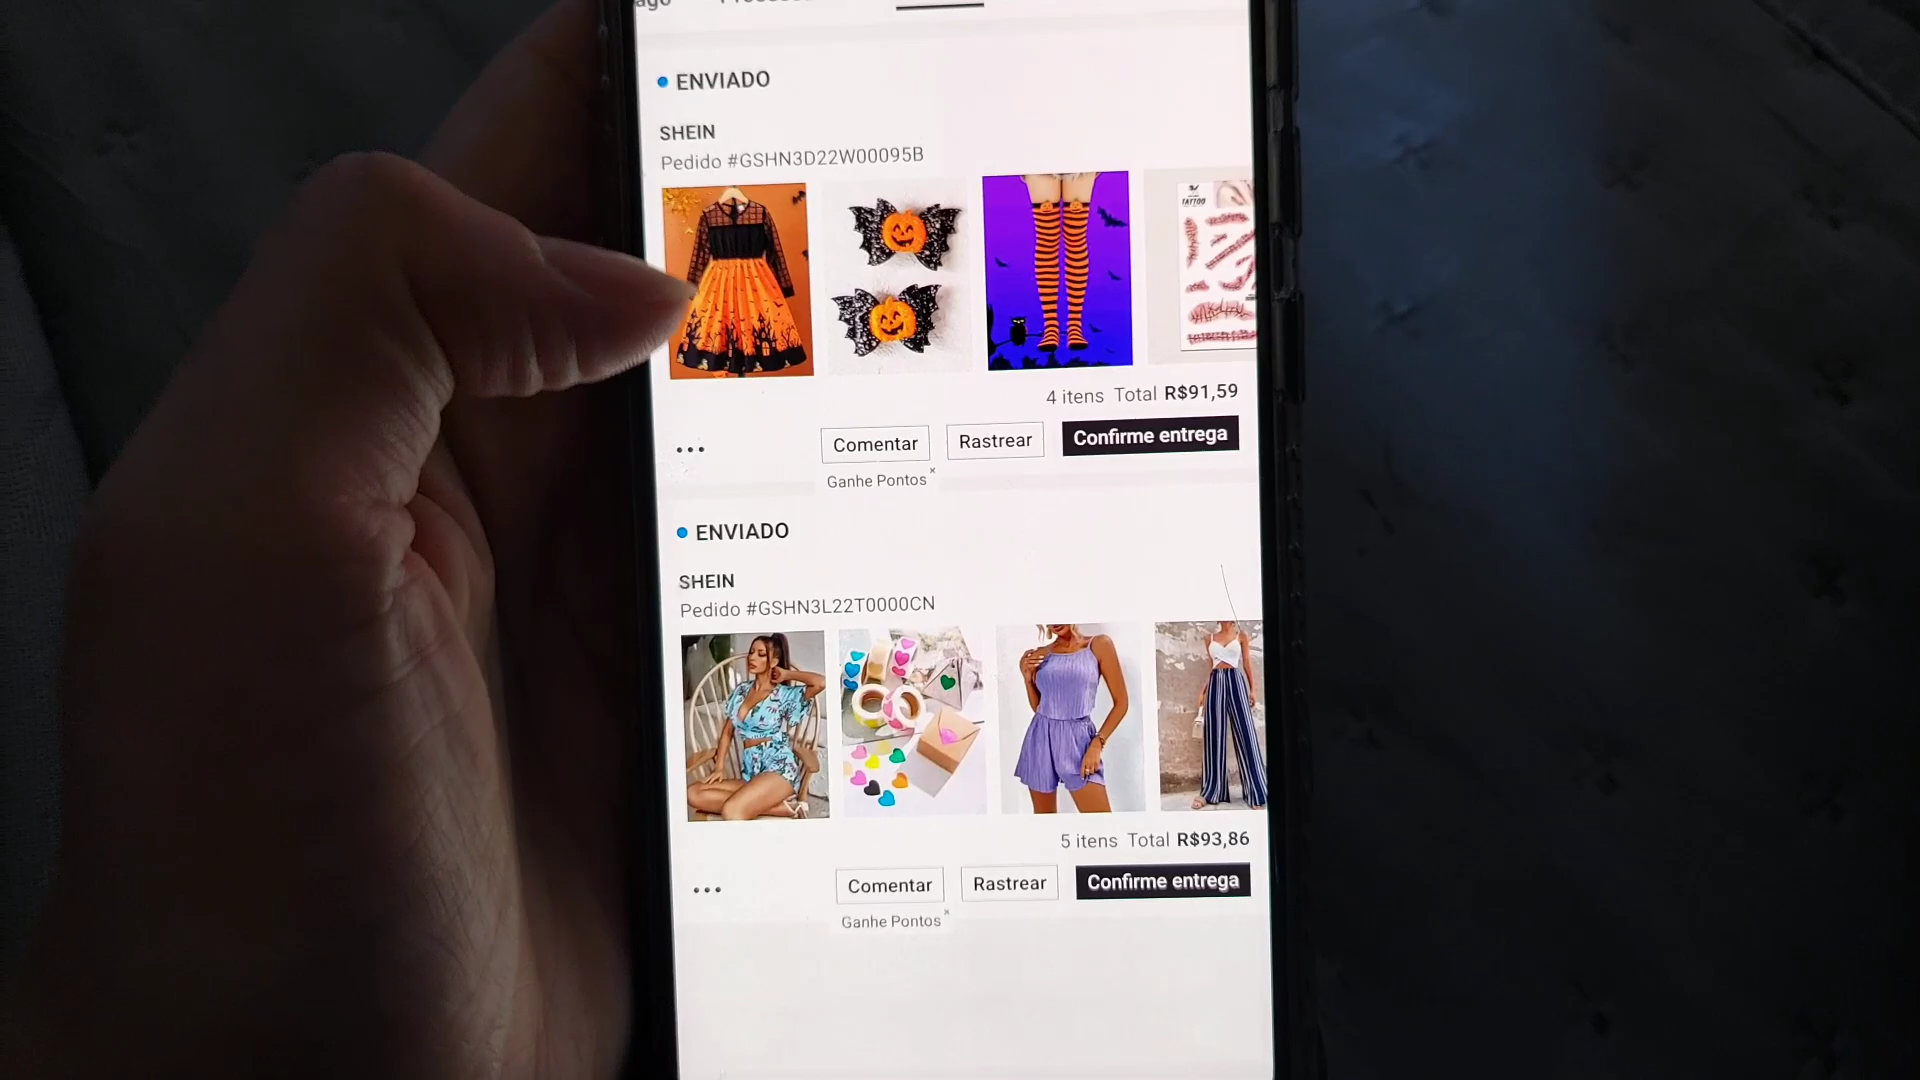 ENVIADO
SHEIN
Pedido #GSHN3D22W00095B
TATTOO
4 itens Total R$91,59
Comentar Rastrear Confirme entrega
Ganhe Pontos
ENVIADO
SHEIN
Pedido #GSHN3L22T0000CN
5 itens Total R$93,86
Comentar Rastrear Confirme entrega
Ganhe Pontos